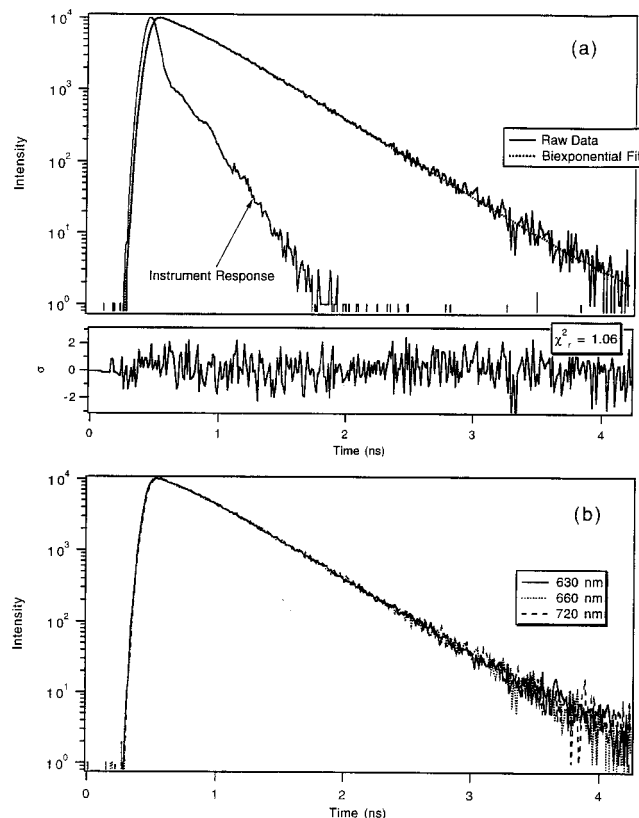 (a)
10⁴
10³
10²
10¹
10⁰
Intensity
Raw Data
Biexponential Fit
Instrument Response
χ²ᵣ = 1.06
2
0
-2
σ
0
1
2
3
4
Time (ns)
(b)
10⁴
10³
10²
10¹
10⁰
Intensity
630 nm
660 nm
720 nm
0
1
2
3
4
Time (ns)